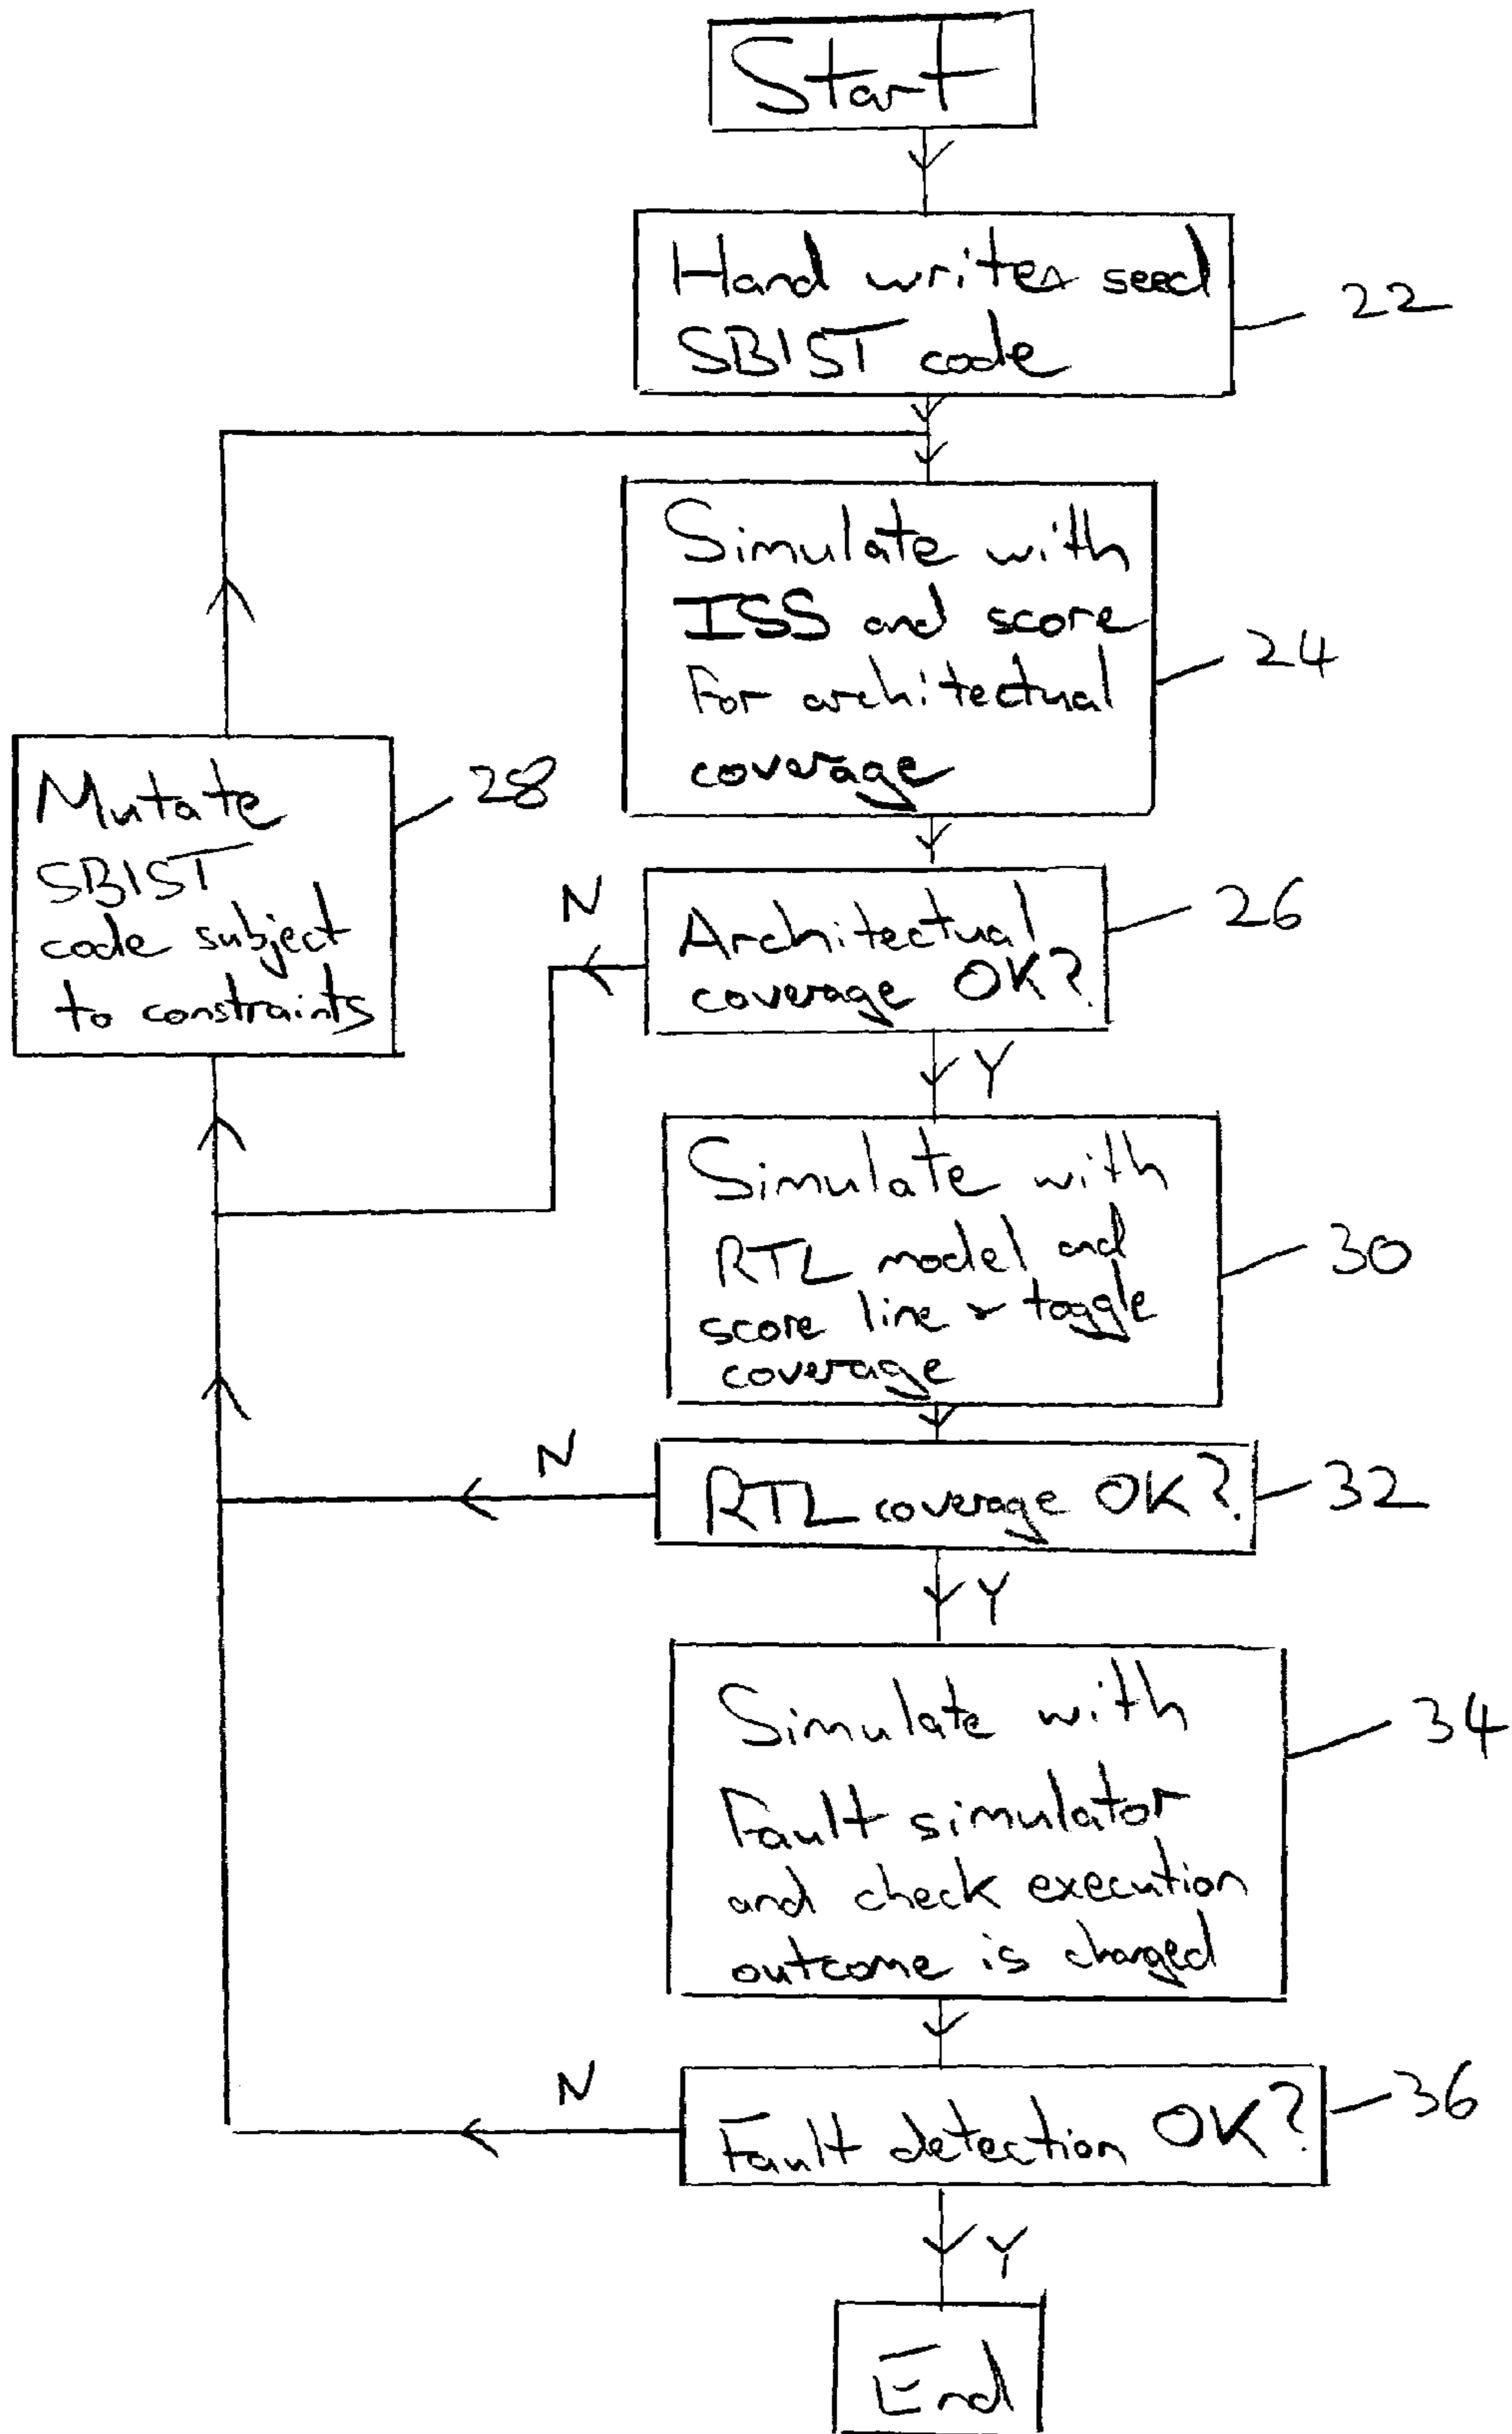 Start
Hand written seed
SBIST code
22
Simulate with
ISS and score
for architectual
coverage
24
Mutate
SBIST
code subject
to constraints
28
N
Architectual
coverage OK?
26
Y
Simulate with
RTL model and
score line & toggle
coverage
30
N
RTL coverage OK?
32
Y
Simulate with
Fault simulator
and check execution
outcome is changed
34
N
Fault detection OK?
36
Y
End